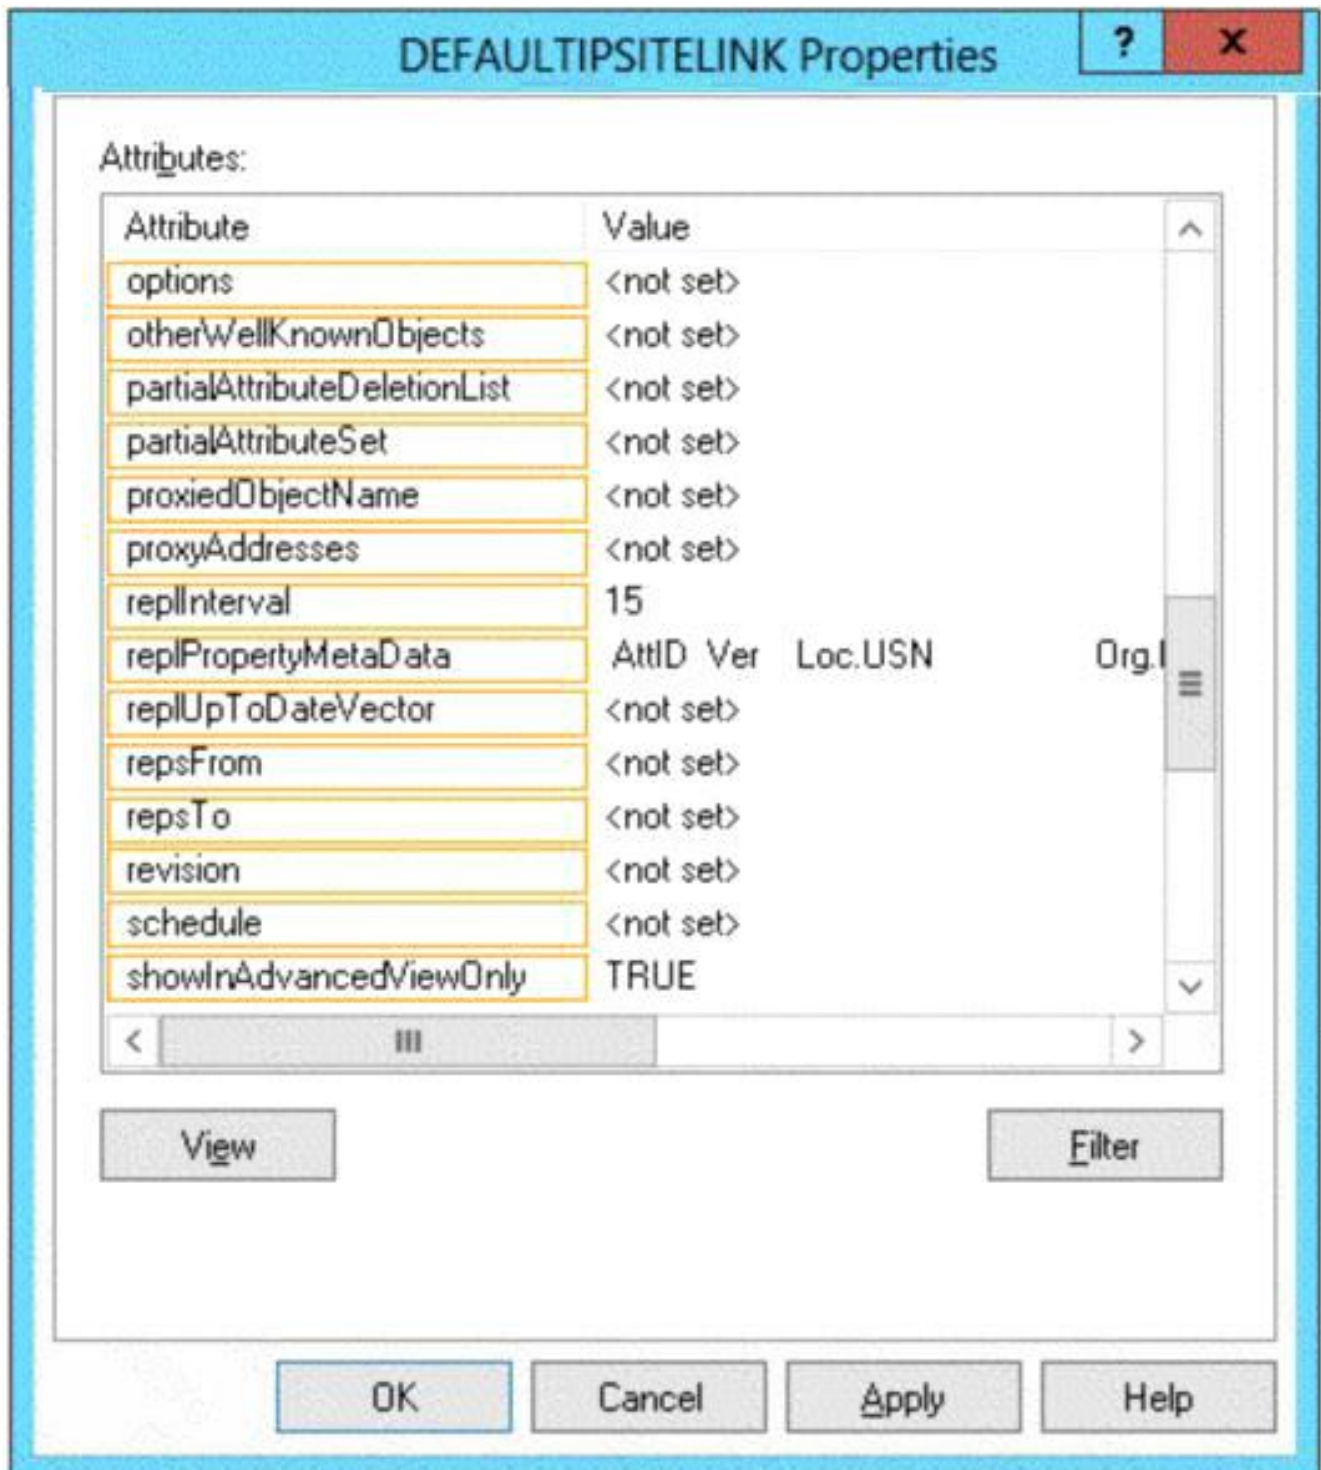 DEFAULTIPSITELINK Properties ? x
Attributes:
Attribute Value
options <not set>
otherWellKnownObjects <not set>
partialAttributeDeletionList <not set>
partialAttributeSet <not set>
proxiedObjectName <not set>
proxyAddresses <not set>
replInterval 15
replPropertyMetaData AttID Ver Loc.USN Org.
replUpToDateVector <not set>
repsFrom <not set>
repsTo <not set>
revision <not set>
schedule <not set>
showInAdvancedViewOnly TRUE
View Filter
OK Cancel Apply Help